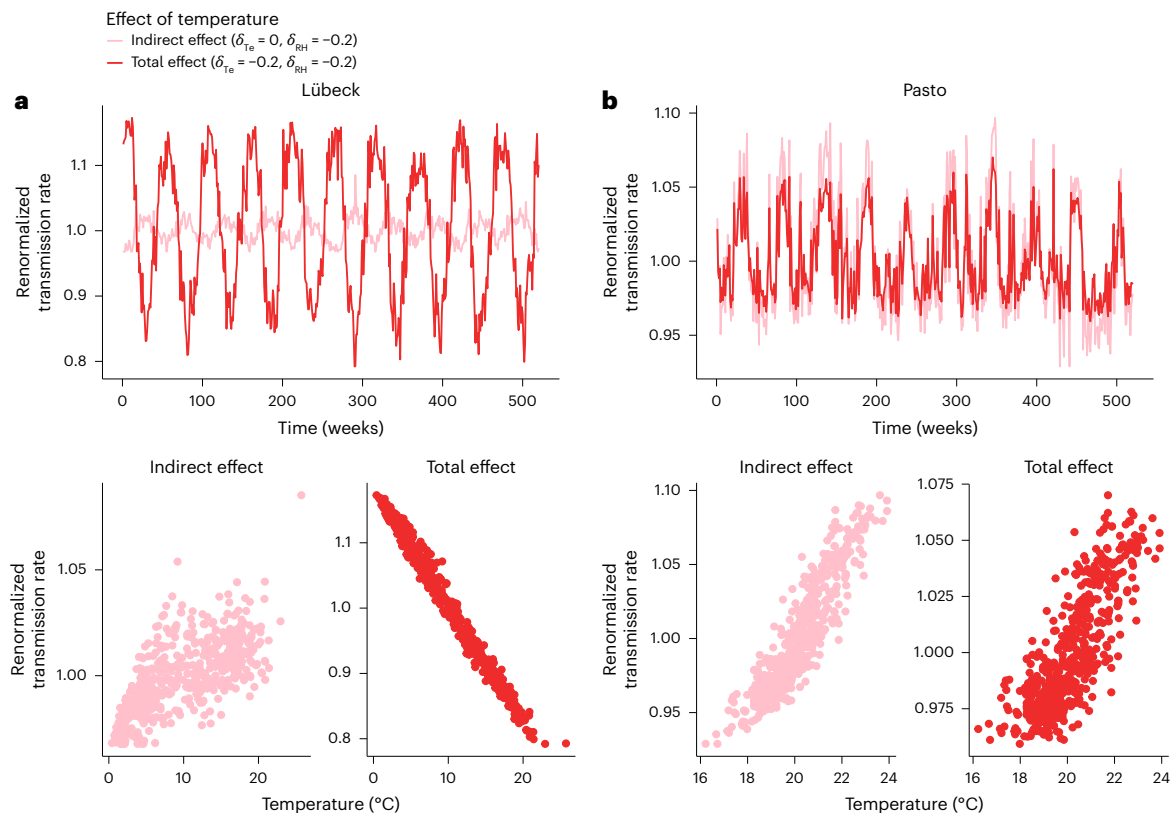 Effect of temperature
Indirect effect (δTe = 0, δRH = −0.2)
Total effect (δTe = −0.2, δRH = −0.2)
a
Lübeck
Renormalized
transmission rate
1.1
1.0
0.9
0.8
0 100 200 300 400 500
Time (weeks)
Indirect effect
Total effect
Renormalized
transmission rate
1.05
1.00
0 10 20
1.1
1.0
0.9
0.8
0 10 20
Temperature (°C)
b
Pasto
Renormalized
transmission rate
1.10
1.05
1.00
0.95
0 100 200 300 400 500
Time (weeks)
Indirect effect
Total effect
Renormalized
transmission rate
1.10
1.05
1.00
0.95
16 18 20 22 24
1.075
1.050
1.025
1.000
0.975
16 18 20 22 24
Temperature (°C)